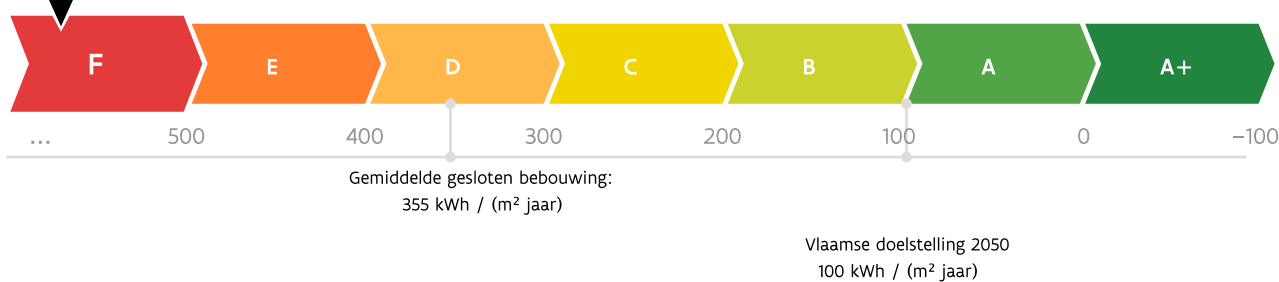 F E D C B A A+
... 500 400 300 200 100 0 –100
Gemiddelde gesloten bebouwing:
355 kWh / (m² jaar)
Vlaamse doelstelling 2050
100 kWh / (m² jaar)